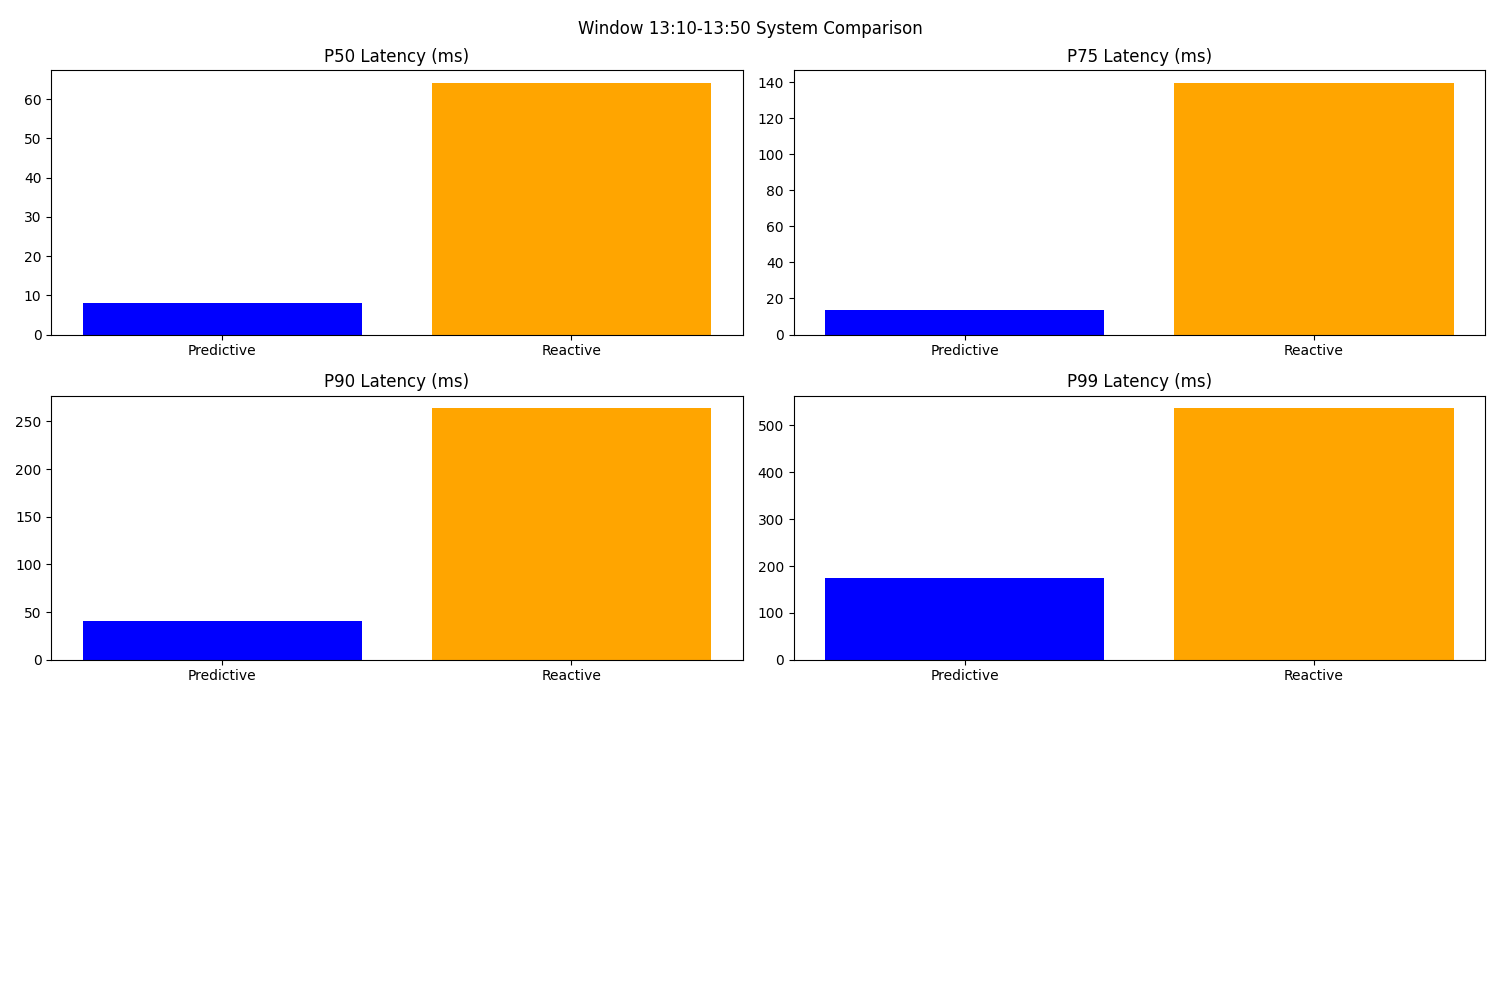 Window 13:10-13:50 System Comparison
P50 Latency (ms)
60
50
40
30
20
10
0
Predictive
Reactive
P75 Latency (ms)
140
120
100
80
60
40
20
0
Predictive
Reactive
P90 Latency (ms)
250
200
150
100
50
0
Predictive
Reactive
P99 Latency (ms)
500
400
300
200
100
0
Predictive
Reactive